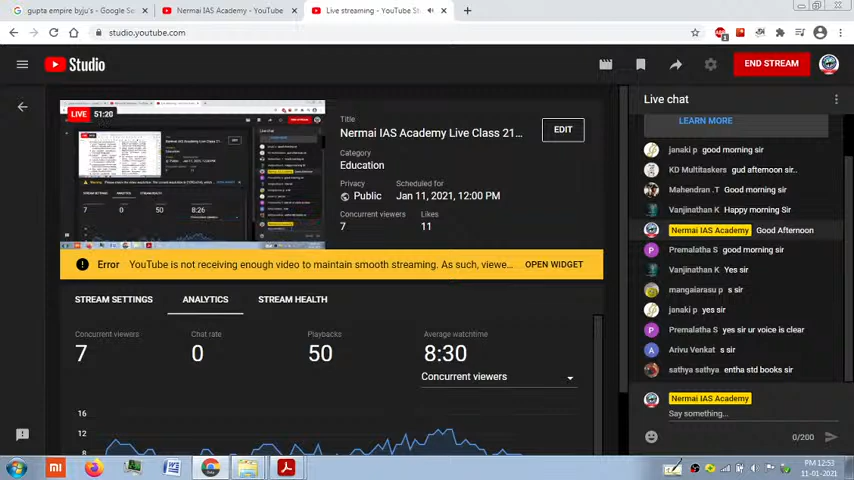 gupta empire byju's - Google Se
Nermai IAS Academy - YouTube
Live streaming - YouTube St
studio.youtube.com
Studio
END STREAM
LIVE 51:20
Title
Nermai IAS Academy Live Class 21...
EDIT
Category
Education
Privacy
Public
Scheduled for
Jan 11, 2021, 12:00 PM
Concurrent viewers
7
Likes
11
Error YouTube is not receiving enough video to maintain smooth streaming. As such, viewe... OPEN WIDGET
STREAM SETTINGS ANALYTICS STREAM HEALTH
Concurrent viewers
7
Chat rate
0
Playbacks
50
Average watchtime
8:30
Concurrent viewers
16
12
Live chat
LEARN MORE
janaki p good morning sir
KD Multitaskers gud afternoon sir..
Mahendran .T Good morning sir
Vanjinathan K Happy morning Sir
Nermai IAS Academy Good Afternoon
Premalatha S good morning sir
Vanjinathan K Yes sir
mangaiarasu p s sir
janaki p yes sir
Premalatha S yes sir ur voice is clear
Arivu Venkat s sir
sathya sathya entha std books sir
Nermai IAS Academy
Say something...
0/200
PM 12:53
11-01-2021